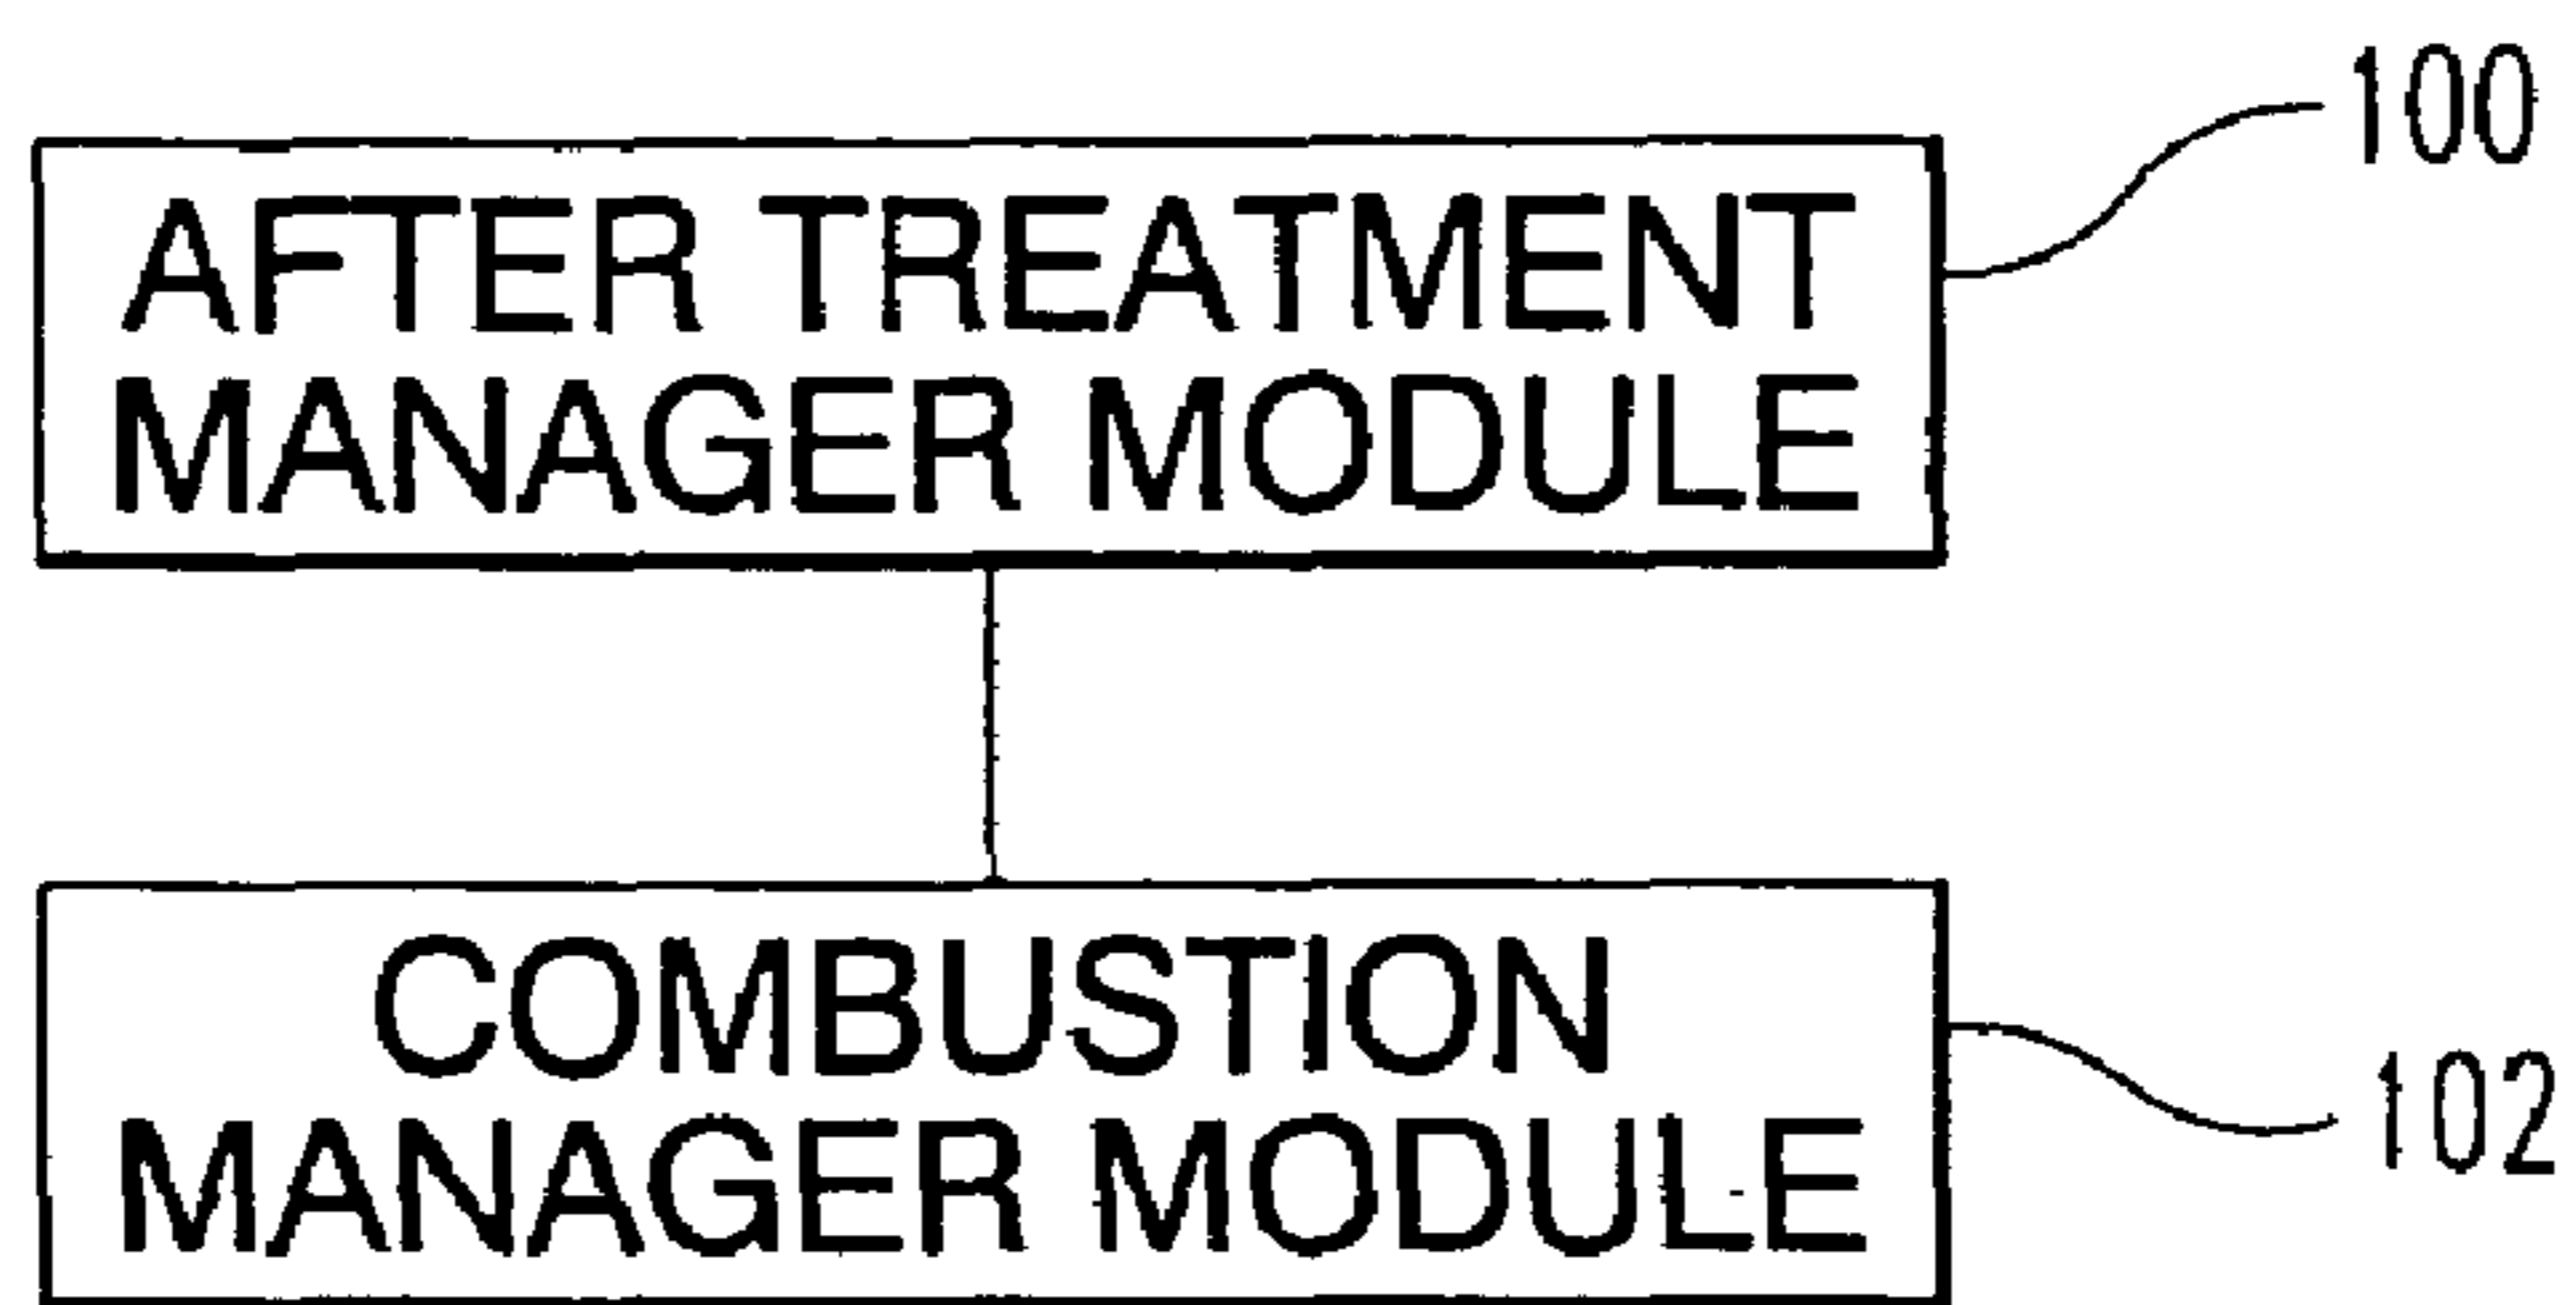 100
AFTER TREATMENT
MANAGER MODULE
COMBUSTION
MANAGER MODULE
102